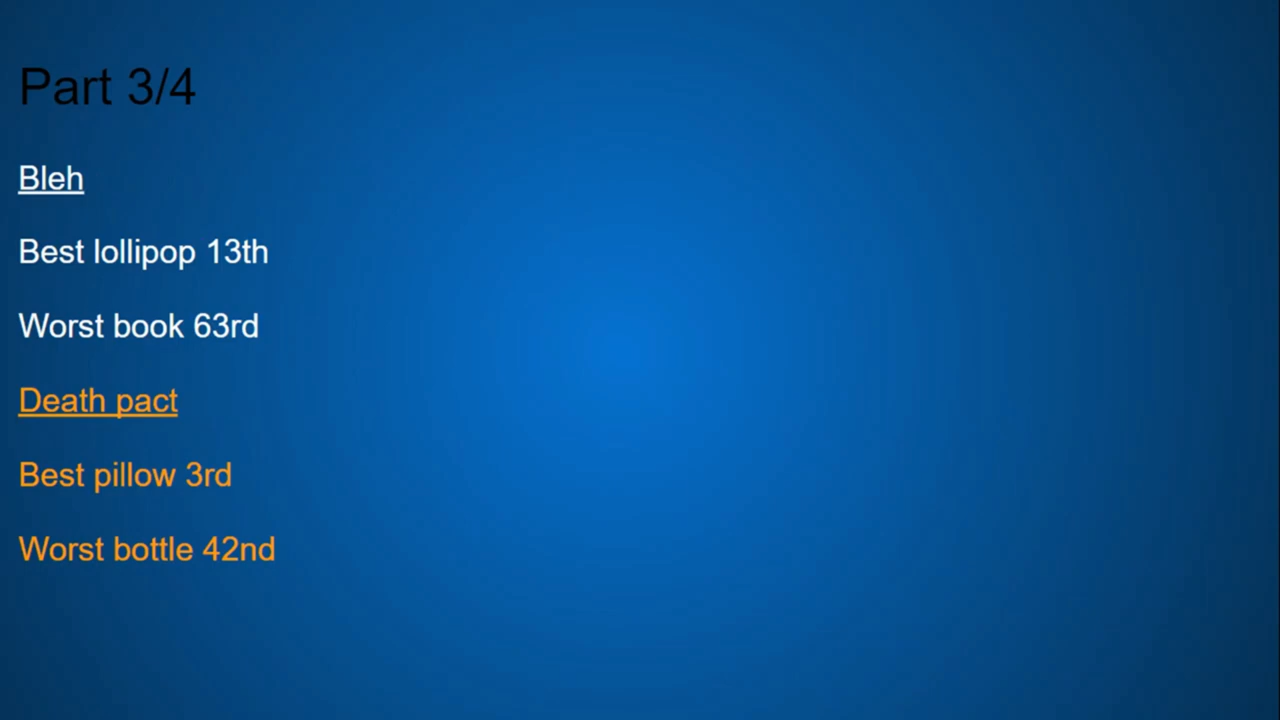 Part 3/4
Bleh
Best lollipop 13th
Worst book 63rd
Death pact
Best pillow 3rd
Worst bottle 42nd